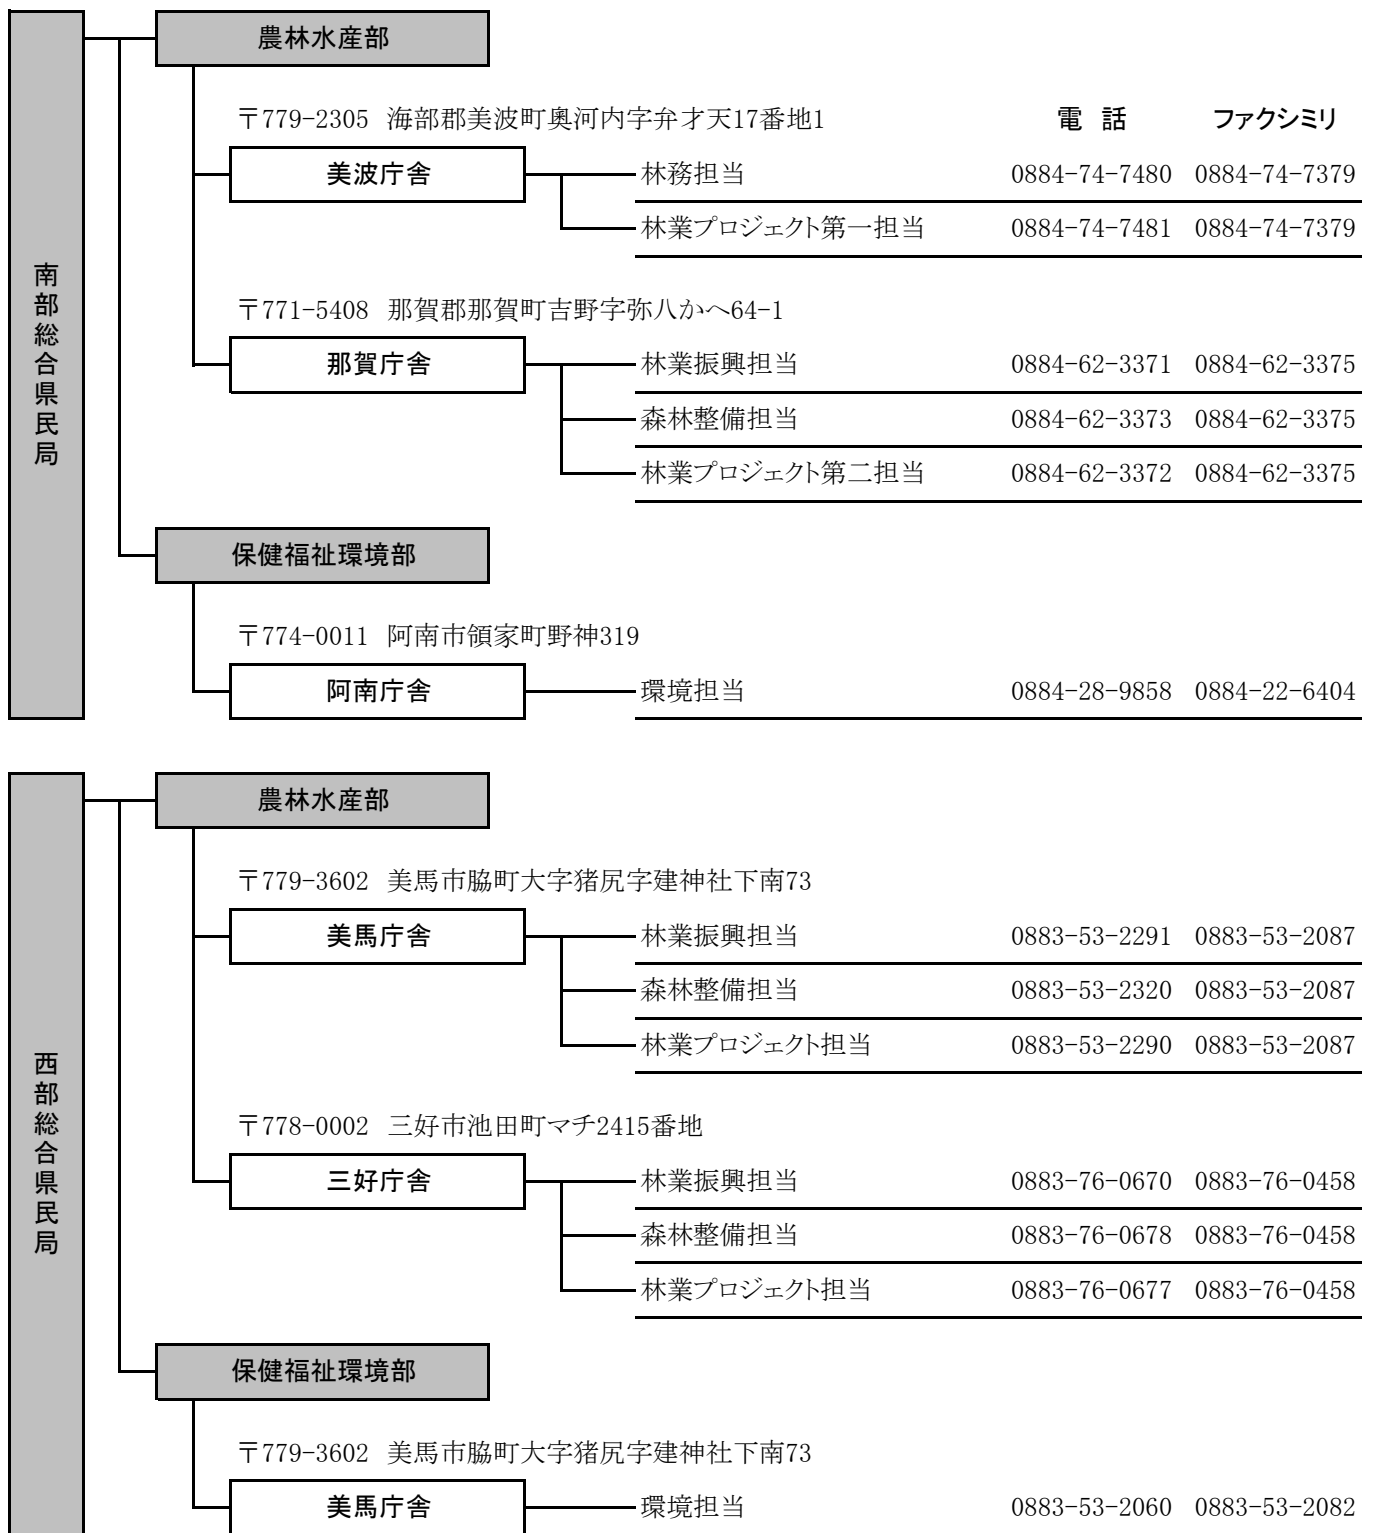 南部総合県民局
農林水産部
〒779-2305 海部郡美波町奥河内字弁才天17番地1 電 話 ファクシミリ
美波庁舎 林務担当 0884-74-7480 0884-74-7379
林業プロジェクト第一担当 0884-74-7481 0884-74-7379
〒771-5408 那賀郡那賀町吉野字弥八かへ64-1
那賀庁舎 林業振興担当 0884-62-3371 0884-62-3375
森林整備担当 0884-62-3373 0884-62-3375
林業プロジェクト第二担当 0884-62-3372 0884-62-3375
保健福祉環境部
〒774-0011 阿南市領家町野神319
阿南庁舎 環境担当 0884-28-9858 0884-22-6404
西部総合県民局
農林水産部
〒779-3602 美馬市脇町大字猪尻字建神社下南73
美馬庁舎 林業振興担当 0883-53-2291 0883-53-2087
森林整備担当 0883-53-2320 0883-53-2087
林業プロジェクト担当 0883-53-2290 0883-53-2087
〒778-0002 三好市池田町マチ2415番地
三好庁舎 林業振興担当 0883-76-0670 0883-76-0458
森林整備担当 0883-76-0678 0883-76-0458
林業プロジェクト担当 0883-76-0677 0883-76-0458
保健福祉環境部
〒779-3602 美馬市脇町大字猪尻字建神社下南73
美馬庁舎 環境担当 0883-53-2060 0883-53-2082